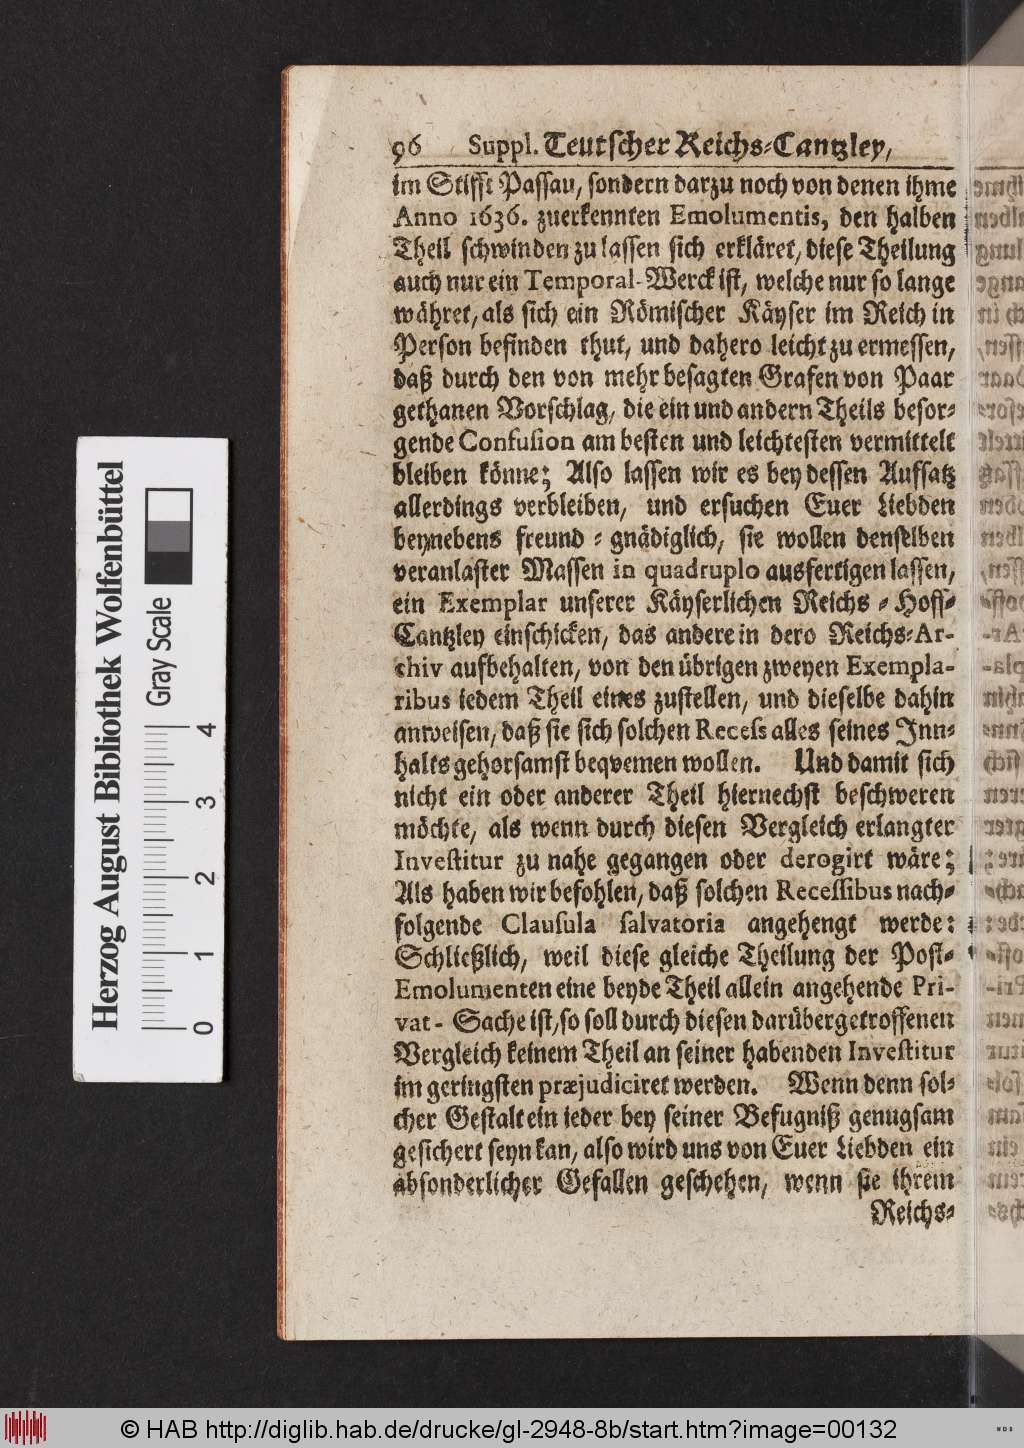 96 Suppl. Teutscher Reichs-Cantzley,
im Stifft Passau, sondern darzu noch von denen ihme
Anno 1636. zuerkennten Emolumentis, den halben
Theil schwinden zu lassen sich erkläret, diese Theilung
auch nur ein Temporal-Werck ist, welche nur so lange
währet, als sich ein Römischer Käyser im Reich in
Person befinden thut, und dahero leicht zu ermessen,
daß durch den von mehr besagten Grafen von Paar
gethanen Vorschlag, die ein und andern Theils besor-
gende Confusion am besten und leichtesten vermittelt
bleiben könne; Also lassen wir es bey dessen Auffsatz
allerdings verbleiben, und ersuchen Euer Liebden
beynebens freund-gnädiglich, sie wollen denselben
veranlaster Massen in quadruplo ausfertigen lassen,
ein Exemplar unserer Käyserlichen Reichs-Hoff-
Cantzley einschicken, das andere in dero Reichs-Ar-
chiv aufbehalten, von den übrigen zweyen Exempla-
ribus iedem Theil eines zustellen, und dieselbe dahin
anweisen, daß sie sich solchen Recess alles seines Inn-
halts gehorsamst beqvemen wollen. Und damit sich
nicht ein oder anderer Theil hiernechst beschweren
möchte, als wenn durch diesen Vergleich erlangter
Investitur zu nahe gegangen oder derogirt wäre;
Als haben wir befohlen, daß solchen Recessibus nach-
folgende Clausula salvatoria angehengt werde:
Schließlich, weil diese gleiche Theilung der Post-
Emolumenten eine beyde Theil allein angehende Pri-
vat-Sache ist, so soll durch diesen darüber getroffenen
Vergleich keinem Theil an seiner habenden Investitur
im geringsten præjudiciret werden. Wenn denn sol-
cher Gestalt ein ieder bey seiner Befugniß genugsam
gesichert seyn kan, also wird uns von Euer Liebden ein
absonderlicher Gefallen geschehen, wenn sie ihrem
Reichs-
Herzog August Bibliothek Wolfenbüttel
Gray Scale
0 1 2 3 4
© HAB http://diglib.hab.de/drucke/gl-2948-8b/start.htm?image=00132